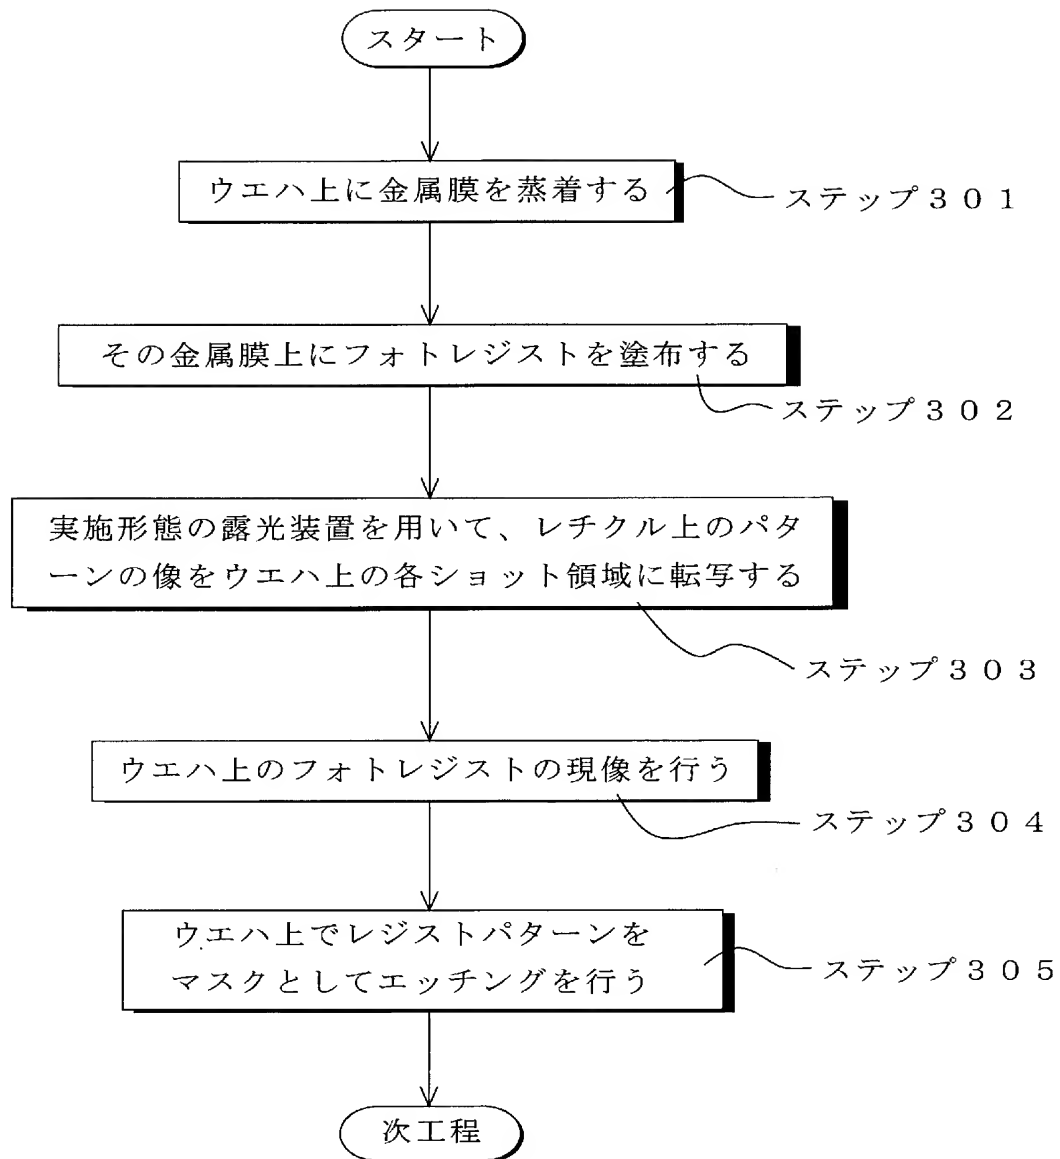 スタート
ウエハ上に金属膜を蒸着する
ステップ３０１
その金属膜上にフォトレジストを塗布する
ステップ３０２
実施形態の露光装置を用いて、レチクル上のパタ
ーンの像をウエハ上の各ショット領域に転写する
ステップ３０３
ウエハ上のフォトレジストの現像を行う
ステップ３０４
ウエハ上でレジストパターンを
マスクとしてエッチングを行う
ステップ３０５
次工程